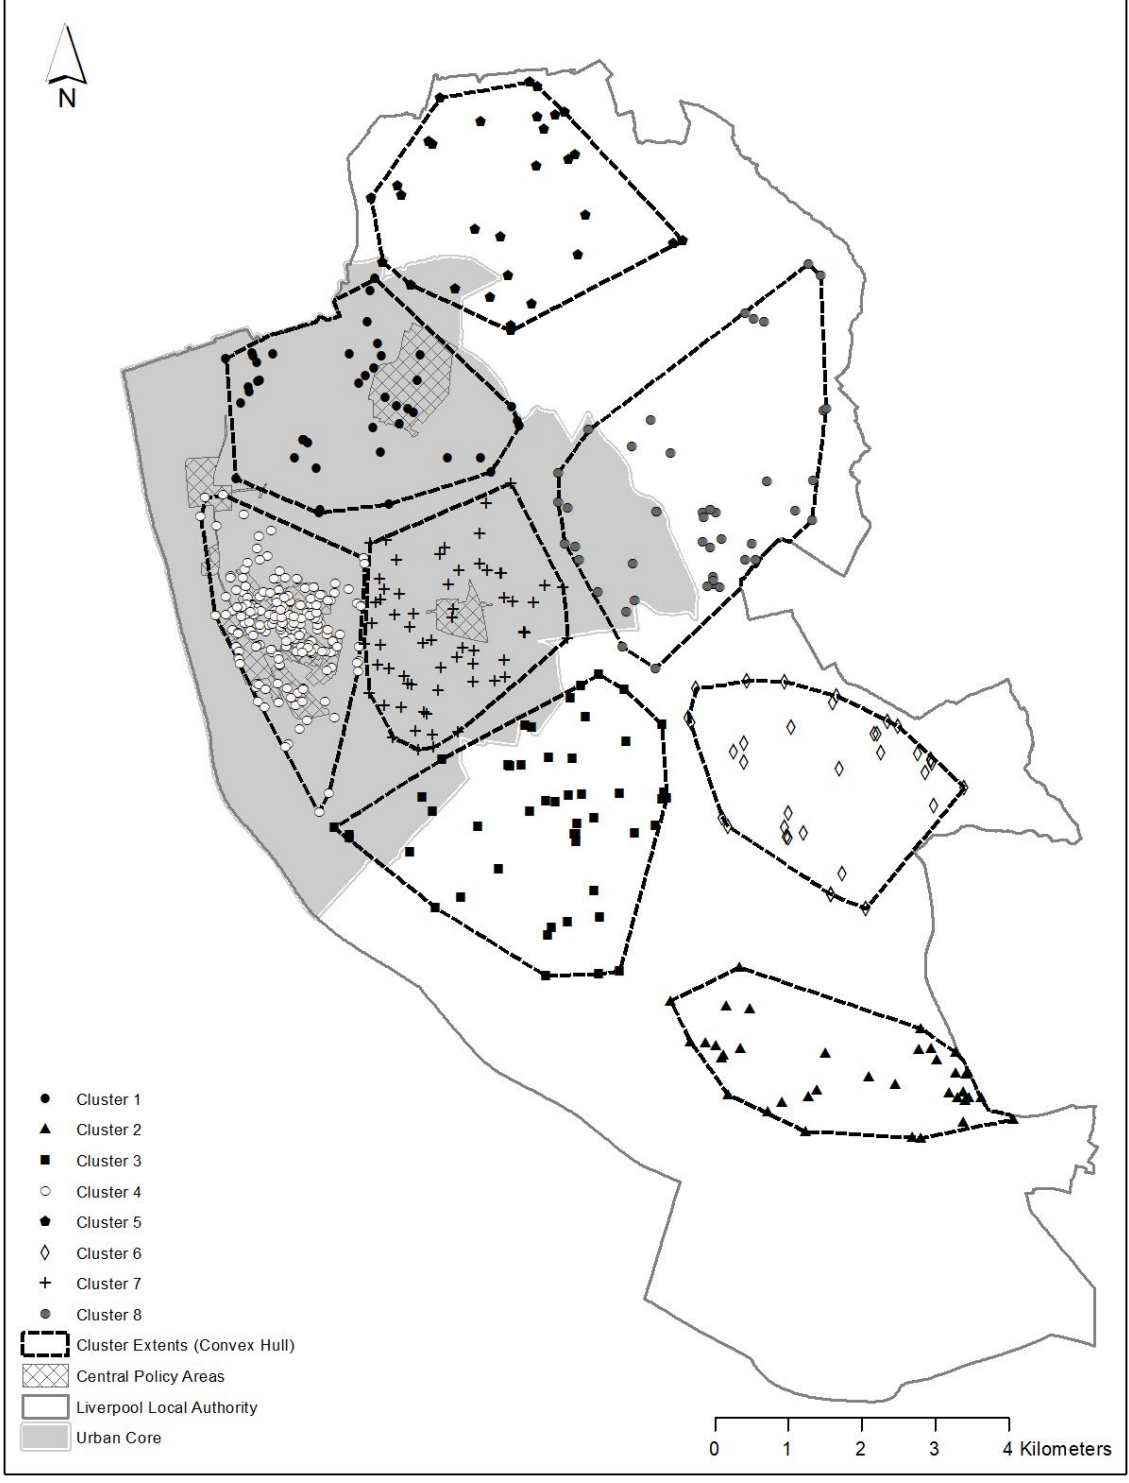 N
Cluster 1
Cluster 2
Cluster 3
Cluster 4
Cluster 5
Cluster 6
Cluster 7
Cluster 8
Cluster Extents (Convex Hull)
Central Policy Areas
Liverpool Local Authority
Urban Core
0 1 2 3 4 Kilometers